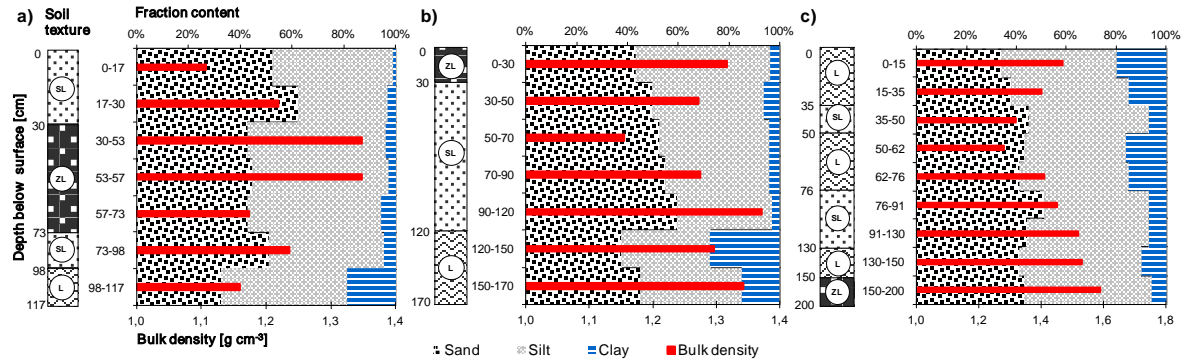 a) Soil texture Fraction content
0% 20% 40% 60% 80% 100%
Depth below surface [cm]
0 SL 30 ZL 73 SL 98 L 117
0-17
17-30
30-53
53-57
57-73
73-98
98-117
1,0 1,1 1,2 1,3 1,4
Bulk density [g cm-3]
b)
0% 20% 40% 60% 80% 100%
0 ZL 30 SL 120 L 170
0-30
30-50
50-70
70-90
90-120
120-150
150-170
1,0 1,1 1,2 1,3 1,4
c)
0% 20% 40% 60% 80% 100%
0 L 35 SL 50 L 76 SL 130 L 150 ZL 200
0-15
15-35
35-50
50-62
62-76
76-91
91-130
130-150
150-200
1,0 1,2 1,4 1,6 1,8
Sand Silt Clay Bulk density